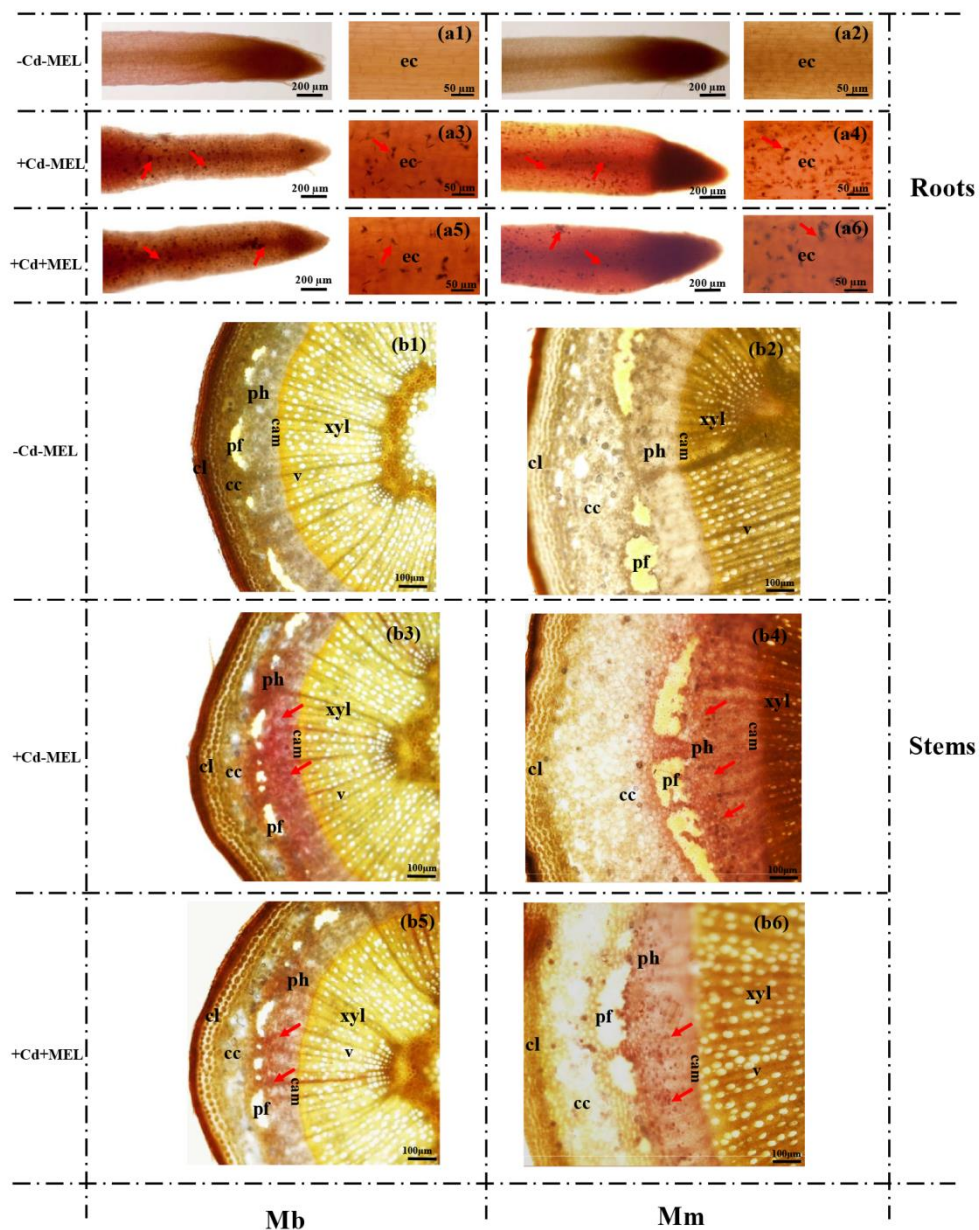 -Cd-MEL
200 µm
(a1)
ec
50 µm
200 µm
(a2)
ec
50 µm
+Cd-MEL
200 µm
(a3)
ec
50 µm
200 µm
(a4)
ec
50 µm
Roots
+Cd+MEL
200 µm
(a5)
ec
50 µm
200 µm
(a6)
ec
50 µm
-Cd-MEL
(b1)
ph
cam
xyl
pf
cl
cc
v
100µm
(b2)
xyl
ph
cam
cl
cc
v
pf
100µm
+Cd-MEL
(b3)
ph
xyl
cam
cl
cc
v
pf
100µm
(b4)
xyl
ph
cam
cl
pf
cc
100µm
Stems
+Cd+MEL
(b5)
ph
xyl
cl
v
cc
cam
pf
100µm
(b6)
ph
xyl
pf
cl
cam
v
cc
100µm
Mb
Mm